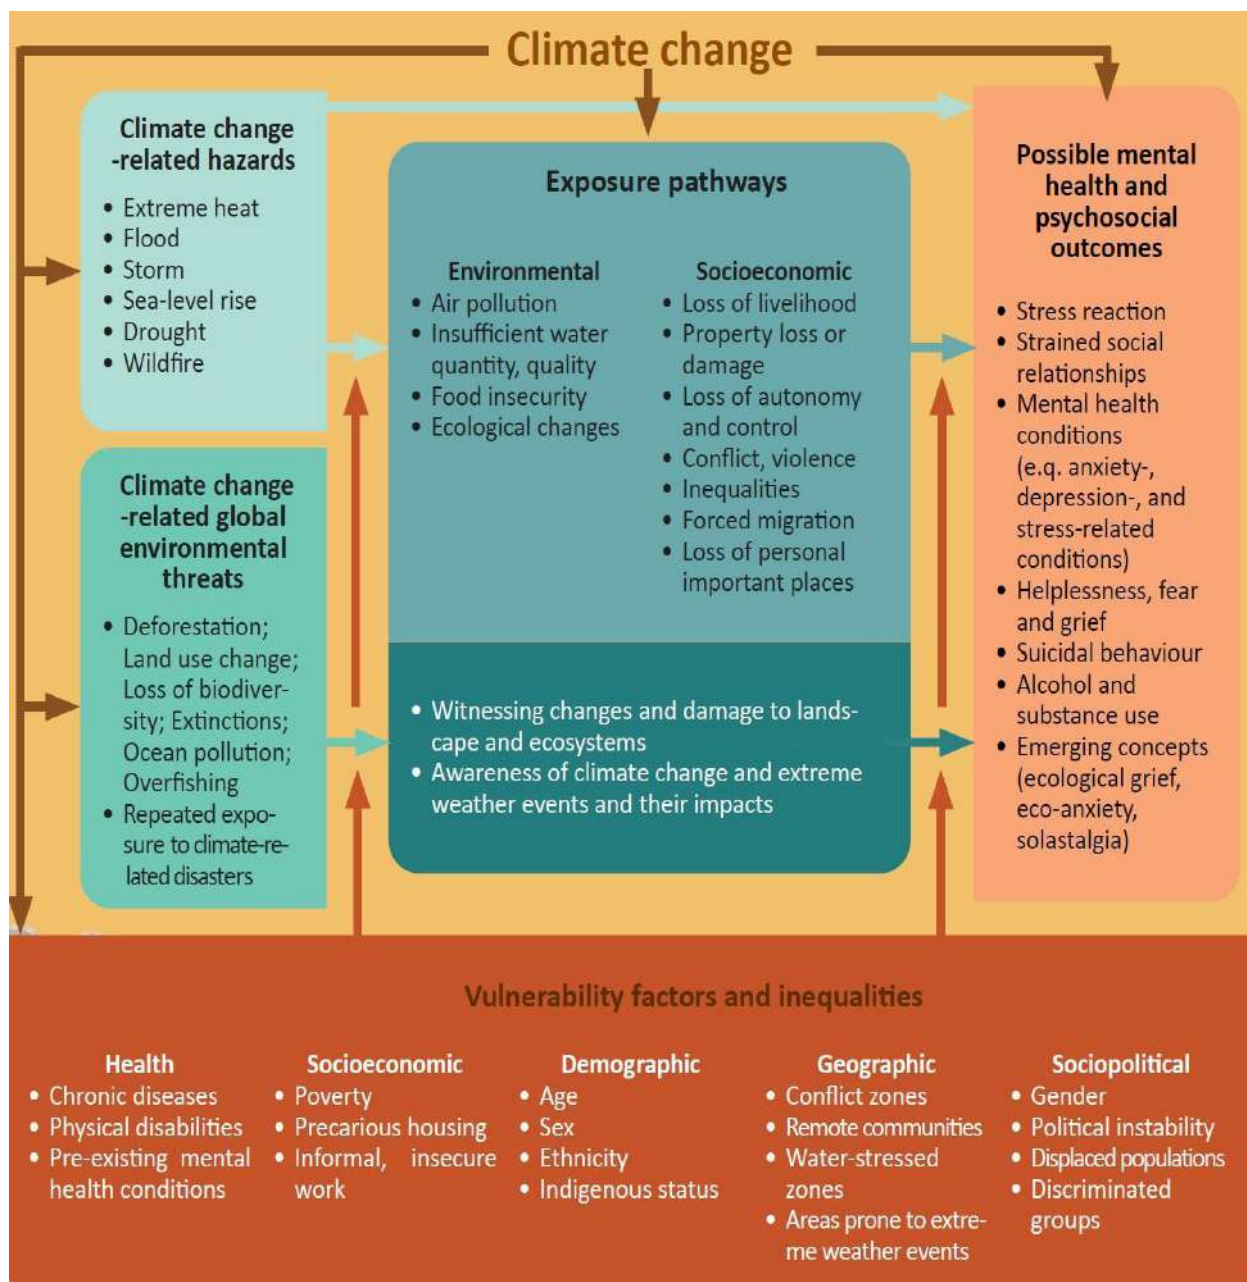 Climate change
Climate change
-related hazards
• Extreme heat
• Flood
• Storm
• Sea-level rise
• Drought
• Wildfire
Climate change
-related global
environmental
threats
• Deforestation;
Land use change;
Loss of biodiver-
sity; Extinctions;
Ocean pollution;
Overfishing
• Repeated expo-
sure to climate-re-
lated disasters
Exposure pathways
Environmental
• Air pollution
• Insufficient water
quantity, quality
• Food insecurity
• Ecological changes
Socioeconomic
• Loss of livelihood
• Property loss or
damage
• Loss of autonomy
and control
• Conflict, violence
• Inequalities
• Forced migration
• Loss of personal
important places
• Witnessing changes and damage to lands-
cape and ecosystems
• Awareness of climate change and extreme
weather events and their impacts
Possible mental
health and
psychosocial
outcomes
• Stress reaction
• Strained social
relationships
• Mental health
conditions
(e.q. anxiety-,
depression-, and
stress-related
conditions)
• Helplessness, fear
and grief
• Suicidal behaviour
• Alcohol and
substance use
• Emerging concepts
(ecological grief,
eco-anxiety,
solastalgia)
Vulnerability factors and inequalities
Health
• Chronic diseases
• Physical disabilities
• Pre-existing mental
health conditions
Socioeconomic
• Poverty
• Precarious housing
• Informal, insecure
work
Demographic
• Age
• Sex
• Ethnicity
• Indigenous status
Geographic
• Conflict zones
• Remote communities
• Water-stressed
zones
• Areas prone to extre-
me weather events
Sociopolitical
• Gender
• Political instability
• Displaced populations
• Discriminated
groups